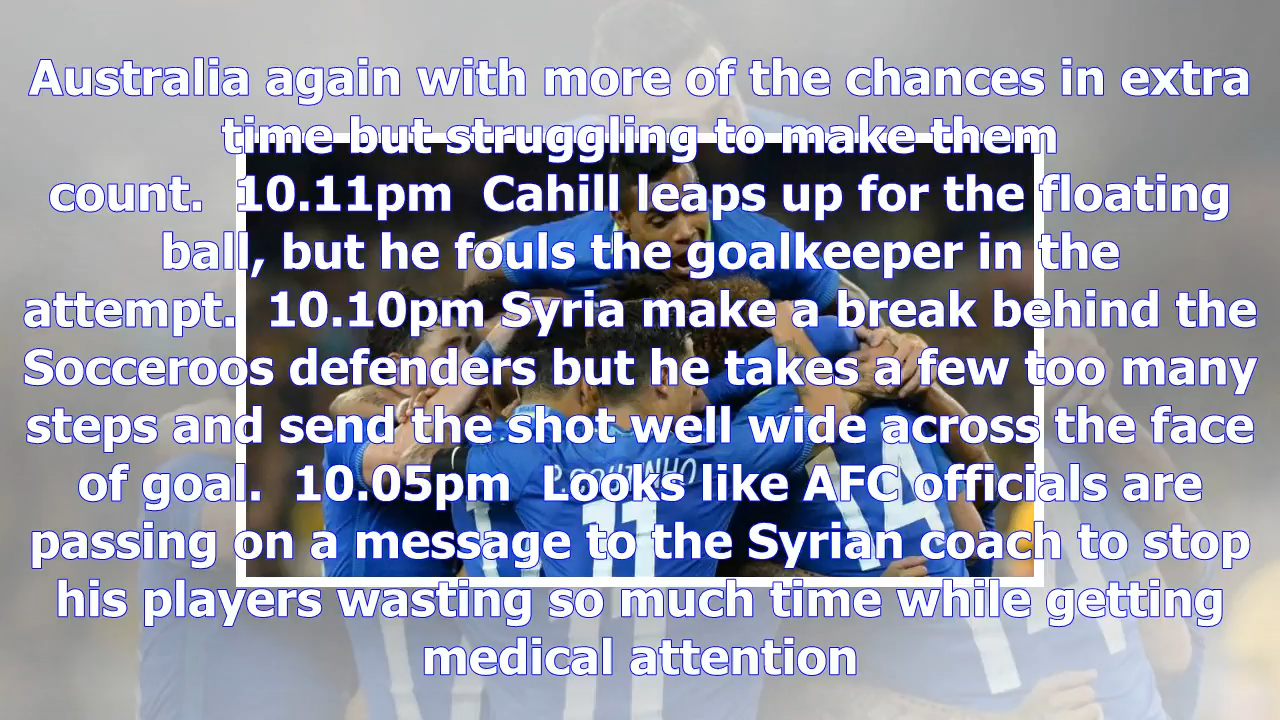 Australia again with more of the chances in extra
time but struggling to make them
count.  10.11pm  Cahill leaps up for the floating
ball, but he fouls the goalkeeper in the
attempt.  10.10pm Syria make a break behind the
Socceroos defenders but he takes a few too many
steps and send the shot well wide across the face
of goal.  10.05pm  Looks like AFC officials are
passing on a message to the Syrian coach to stop
his players wasting so much time while getting
medical attention
P.COUTINHO
11
14